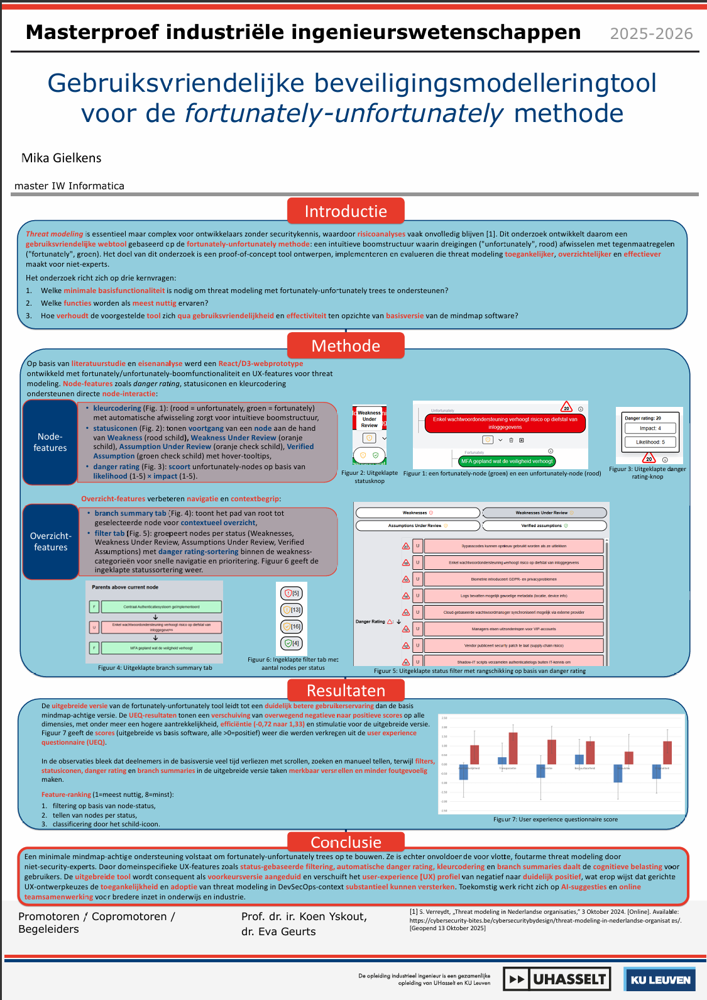 Masterproef industriële ingenieurswetenschappen 2025-2026
Gebruiksvriendelijke beveiligingsmodelleringtool
voor de fortunately-unfortunately methode
Mika Gielkens
master IW Informatica
Introductie
Threat modeling is essentieel maar complex voor ontwikkelaars zonder securitykennis, waardoor risicoanalyses vaak onvolledig blijven [1]. Dit onderzoek ontwikkelt daarom een
gebruiksvriendelijke webtool gebaseerd op de fortunately-unfortunately methode: een intuïtieve boomstructuur waarin dreigingen ("unfortunately", rood) afwisselen met tegenmaatregelen
("fortunately", groen). Het doel van dit onderzoek is een proof-of-concept tool ontwerpen, implementeren en evalueren die threat modeling toegankelijker, overzichtelijker en effectiever
maakt voor niet-experts.
Het onderzoek richt zich op drie kernvragen:
1. Welke minimale basisfunctionaliteit is nodig om threat modeling met fortunately-unfortunately trees te ondersteunen?
2. Welke functies worden als meest nuttig ervaren?
3. Hoe verhoudt de voorgestelde tool zich qua gebruiksvriendelijkheid en effectiviteit ten opzichte van basisversie van de mindmap software?
Methode
Op basis van literatuurstudie en eisenanalyse werd een React/D3-webprototype
ontwikkeld met fortunately/unfortunately-boomfunctionaliteit en UX-features voor threat
modeling. Node-features zoals danger rating, statusiconen en kleurcodering
ondersteunen directe node-interactie:
Node-
features
• kleurcodering (Fig. 1): (rood = unfortunately, groen = fortunately)
met automatische afwisseling zorgt voor intuïtieve boomstructuur,
• statusiconen (Fig. 2): tonen voortgang van een node aan de hand
van Weakness (rood schild), Weakness Under Review (oranje
schild), Assumption Under Review (oranje check schild), Verified
Assumption (groen check schild) met hover-tooltips,
• danger rating (Fig. 3): scoort unfortunately-nodes op basis van
likelihood (1-5) × impact (1-5).
Weakness
Under
Review
Figuur 2: Uitgeklapte
statusknop
Unfortunately
20
Enkel wachtwoordondersteuning verhoogt risico op diefstal van
inloggegevens
Fortunately
MFA gepland wat de veiligheid verhoogt
Figuur 1: een fortunately-node (groen) en een unfortunately-node (rood)
Danger rating: 20
Impact: 4
Likelihood: 5
20
Figuur 3: Uitgeklapte danger
rating-knop
Overzicht-features verbeteren navigatie en contextbegrip:
Overzicht-
features
• branch summary tab (Fig. 4): toont het pad van root tot
geselecteerde node voor contextueel overzicht,
• filter tab (Fig. 5): groepeert nodes per status (Weaknesses,
Weakness Under Review, Assumptions Under Review, Verified
Assumptions) met danger rating-sortering binnen de weakness-
categorieën voor snelle navigatie en prioritering. Figuur 6 geeft de
ingeklapte statussortering weer.
Parents above current node
F Centraal Authenticatiesysteem geïmplementeerd
U Enkel wachtwoordondersteuning verhoogt risico op diefstal van
inloggegevens
F MFA gepland wat de veiligheid verhoogt
Figuur 4: Uitgeklapte branch summary tab
[5]
[13]
[16]
[4]
Figuur 6: Ingeklapte filter tab met
aantal nodes per status
Weaknesses
Weaknesses Under Review
Assumptions Under Review
Verified assumptions
Danger Rating :
U Bypasscodes kunnen opnieuw gebruikt worden als ze uitlekken
U Enkel wachtwoordondersteuning verhoogt risico op diefstal van inloggegevens
U Biometrie introduceert GDPR- en privacyproblemen
U Logs bevatten mogelijk gevoelige metadata (locatie, device info)
U Cloud-gebaseerde wachtwoordmanager synchroniseert mogelijk via externe provider
U Managers eisen uitzonderingen voor VIP-accounts
U Vendor publiceert security patch te laat (supply-chain risico)
U Shadow-IT scripts verzamelen authenticatielogs buiten IT-kennis om
Figuur 5: Uitgeklapte status filter met rangschikking op basis van danger rating
Resultaten
De uitgebreide versie van de fortunately-unfortunately tool leidt tot een duidelijk betere gebruikerservaring dan de basis
mindmap-achtige versie. De UEQ-resultaten tonen een verschuiving van overwegend negatieve naar positieve scores op alle
dimensies, met onder meer een hogere aantrekkelijkheid, efficiëntie (-0,72 naar 1,33) en stimulatie voor de uitgebreide versie.
Figuur 7 geeft de scores (uitgebreide vs basis software, alle >0=positief) weer die werden verkregen uit de user experience
questionnaire (UEQ).
In de observaties bleek dat deelnemers in de basisversie veel tijd verliezen met scrollen, zoeken en manueel tellen, terwijl filters,
statusiconen, danger rating en branch summaries in de uitgebreide versie taken merkbaar versnellen en minder foutgevoelig
maken.
Feature-ranking (1=meest nuttig, 8=minst):
1. filtering op basis van node-status,
2. tellen van nodes per status,
3. classificering door het schild-icoon.
Figuur 7: User experience questionnaire score
Conclusie
Een minimale mindmap-achtige ondersteuning volstaat om fortunately-unfortunately trees op te bouwen. Ze is echter onvoldoende voor vlotte, foutarme threat modeling door
niet-security-experts. Door domeinspecifieke UX-features zoals status-gebaseerde filtering, automatische danger rating, kleurcodering en branch summaries daalt de cognitieve belasting voor
gebruikers. De uitgebreide tool wordt consequent als voorkeursversie aangeduid en verschuift het user-experience (UX) profiel van negatief naar duidelijk positief, wat erop wijst dat gerichte
UX-ontwerpkeuzes de toegankelijkheid en adoptie van threat modeling in DevSecOps-context substantieel kunnen versterken. Toekomstig werk richt zich op AI-suggesties en online
teamsamenwerking voor bredere inzet in onderwijs en industrie.
Promotoren / Copromotoren /
Begeleiders
Prof. dr. ir. Koen Yskout,
dr. Eva Geurts
[1] S. Verreydt, „Threat modeling in Nederlandse organisaties,” 3 Oktober 2024. [Online]. Available:
https://cybersecurity-bites.be/cybersecuritybydesign/threat-modeling-in-nederlandse-organisaties/.
[Geopend 13 Oktober 2025]
De opleiding industrieel ingenieur is een gezamenlijke
opleiding van UHasselt en KU Leuven
UHASSELT
KU LEUVEN